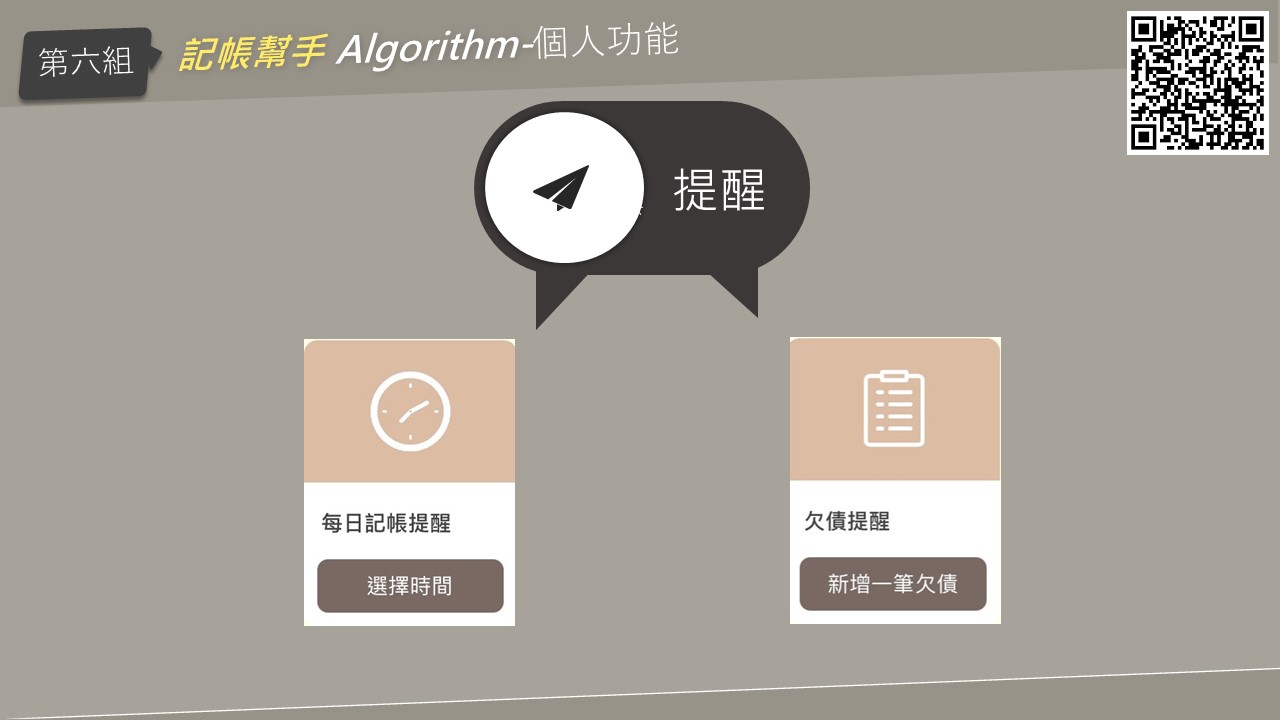 第六組
記帳幫手 Algorithm-個人功能
提醒
每日記帳提醒
選擇時間
欠債提醒
新增一筆欠債